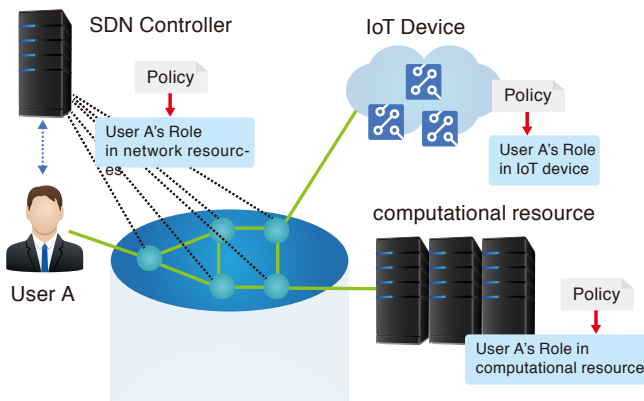 SDN Controller
IoT Device
Policy
User A's Role
in network resourc-
es
Policy
User A's Role
in IoT device
User A
computational resource
Policy
User A's Role in
computational resource